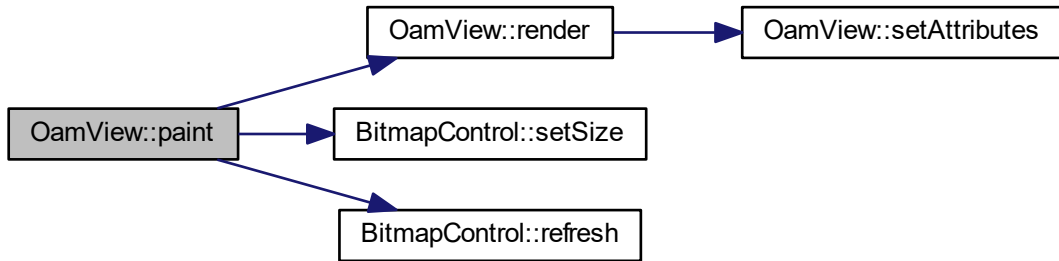 OamView::render
OamView::setAttributes
OamView::paint
BitmapControl::setSize
BitmapControl::refresh